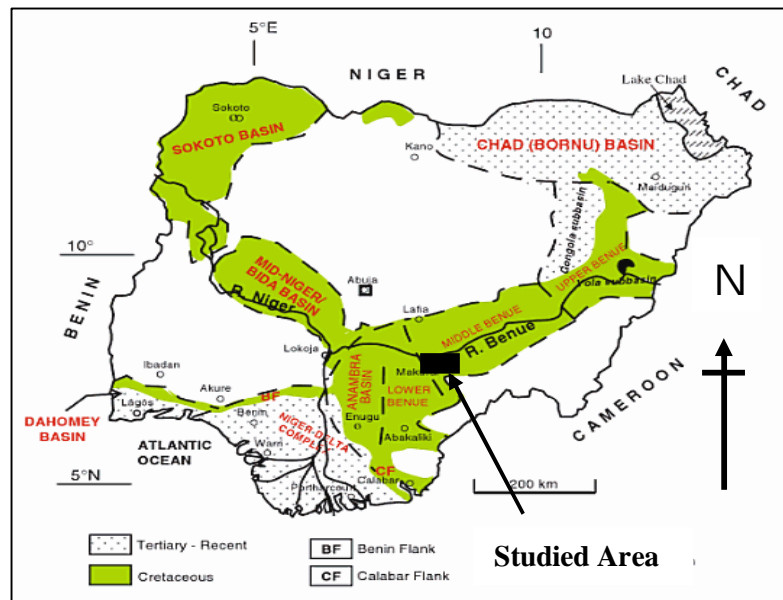 5°E
10
NIGER
Lake Chad
CHAD
Sokoto
SOKOTO BASIN
Kano
CHAD (BORNU) BASIN
Maiduguri
Gongola subbasin
10°
BENIN
MID-NIGER/
BIDA BASIN
R. Niger
Abuja
UPPER BENUE
Yola subbasin
N
Lafia
MIDDLE BENUE
R. Benue
Lokoja
Ibadan
Akure
BF
ANAMBRA
BASIN
LOWER
BENUE
CAMEROON
Lagos
Benin
Enugu
DAHOMEY
BASIN
NIGER-DELTA
COMPLEX
Abakaliki
ATLANTIC
OCEAN
Warri
CF
5°N
Portharcourt
Calabar
200 km
Tertiary - Recent
BF
Benin Flank
Studied Area
Cretaceous
CF
Calabar Flank